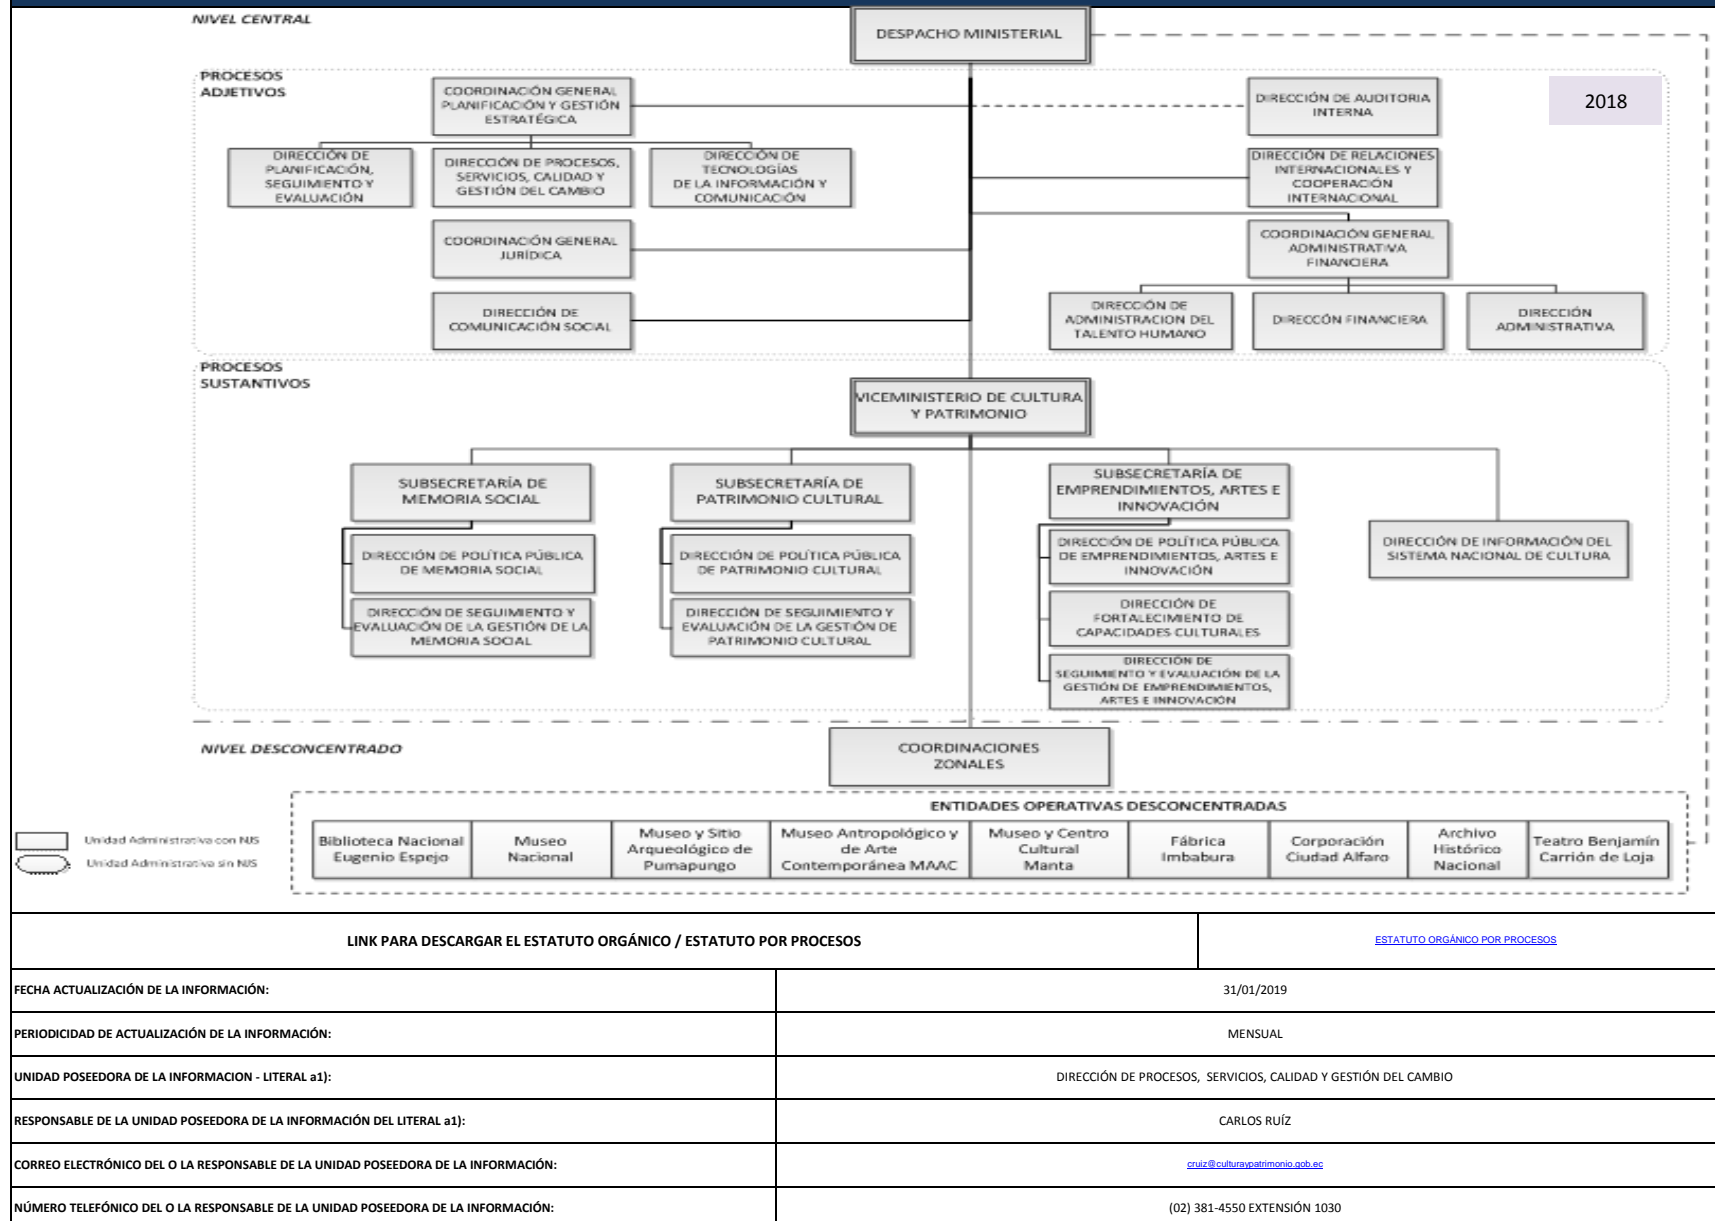 NIVEL CENTRAL
DESPACHO MINISTERIAL
PROCESOS
ADJETIVOS
COORDINACIÓN GENERAL
PLANIFICACIÓN Y GESTIÓN
ESTRATÉGICA
DIRECCIÓN DE AUDITORIA
INTERNA
2018
DIRECCIÓN DE
PLANIFICACIÓN,
SEGUIMIENTO Y
EVALUACIÓN
DIRECCIÓN DE PROCESOS,
SERVICIOS, CALIDAD Y
GESTIÓN DEL CAMBIO
DIRECCIÓN DE
TECNOLOGÍAS
DE LA INFORMACIÓN Y
COMUNICACIÓN
DIRECCIÓN DE RELACIONES
INTERNACIONALES Y
COOPERACIÓN
INTERNACIONAL
COORDINACIÓN GENERAL
JURÍDICA
COORDINACIÓN GENERAL
ADMINISTRATIVA
FINANCIERA
DIRECCIÓN DE
COMUNICACIÓN SOCIAL
DIRECCIÓN DE
ADMINISTRACION DEL
TALENTO HUMANO
DIRECCÓN FINANCIERA
DIRECCIÓN
ADMINISTRATIVA
PROCESOS
SUSTANTIVOS
VICEMINISTERIO DE CULTURA
Y PATRIMONIO
SUBSECRETARÍA DE
MEMORIA SOCIAL
SUBSECRETARÍA DE
PATRIMONIO CULTURAL
SUBSECRETARÍA DE
EMPRENDIMIENTOS, ARTES E
INNOVACIÓN
DIRECCIÓN DE POLÍTICA PÚBLICA
DE MEMORIA SOCIAL
DIRECCIÓN DE POLÍTICA PÚBLICA
DE PATRIMONIO CULTURAL
DIRECCIÓN DE POLÍTICA PÚBLICA
DE EMPRENDIMIENTOS, ARTES E
INNOVACIÓN
DIRECCIÓN DE INFORMACIÓN DEL
SISTEMA NACIONAL DE CULTURA
DIRECCIÓN DE SEGUIMIENTO Y
EVALUACIÓN DE LA GESTIÓN DE LA
MEMORIA SOCIAL
DIRECCIÓN DE SEGUIMIENTO Y
EVALUACIÓN DE LA GESTIÓN DE
PATRIMONIO CULTURAL
DIRECCIÓN DE
FORTALECIMIENTO DE
CAPACIDADES CULTURALES
DIRECCIÓN DE
SEGUIMIENTO Y EVALUACIÓN DE LA
GESTIÓN DE EMPRENDIMIENTOS,
ARTES E INNOVACIÓN
NIVEL DESCONCENTRADO
COORDINACIONES
ZONALES
ENTIDADES OPERATIVAS DESCONCENTRADAS
Unidad Administrativa con NJS
Unidad Administrativa sin NJS
Biblioteca Nacional
Eugenio Espejo
Museo
Nacional
Museo y Sitio
Arqueológico de
Pumapungo
Museo Antropológico y
de Arte
Contemporánea MAAC
Museo y Centro
Cultural
Manta
Fábrica
Imbabura
Corporación
Ciudad Alfaro
Archivo
Histórico
Nacional
Teatro Benjamín
Carrión de Loja
LINK PARA DESCARGAR EL ESTATUTO ORGÁNICO / ESTATUTO POR PROCESOS
ESTATUTO ORGÁNICO POR PROCESOS
FECHA ACTUALIZACIÓN DE LA INFORMACIÓN:
31/01/2019
PERIODICIDAD DE ACTUALIZACIÓN DE LA INFORMACIÓN:
MENSUAL
UNIDAD POSEEDORA DE LA INFORMACION - LITERAL a1):
DIRECCIÓN DE PROCESOS, SERVICIOS, CALIDAD Y GESTIÓN DEL CAMBIO
RESPONSABLE DE LA UNIDAD POSEEDORA DE LA INFORMACIÓN DEL LITERAL a1):
CARLOS RUÍZ
CORREO ELECTRÓNICO DEL O LA RESPONSABLE DE LA UNIDAD POSEEDORA DE LA INFORMACIÓN:
cruiz@culturaypatrimonio.gob.ec
NÚMERO TELEFÓNICO DEL O LA RESPONSABLE DE LA UNIDAD POSEEDORA DE LA INFORMACIÓN:
(02) 381-4550 EXTENSIÓN 1030